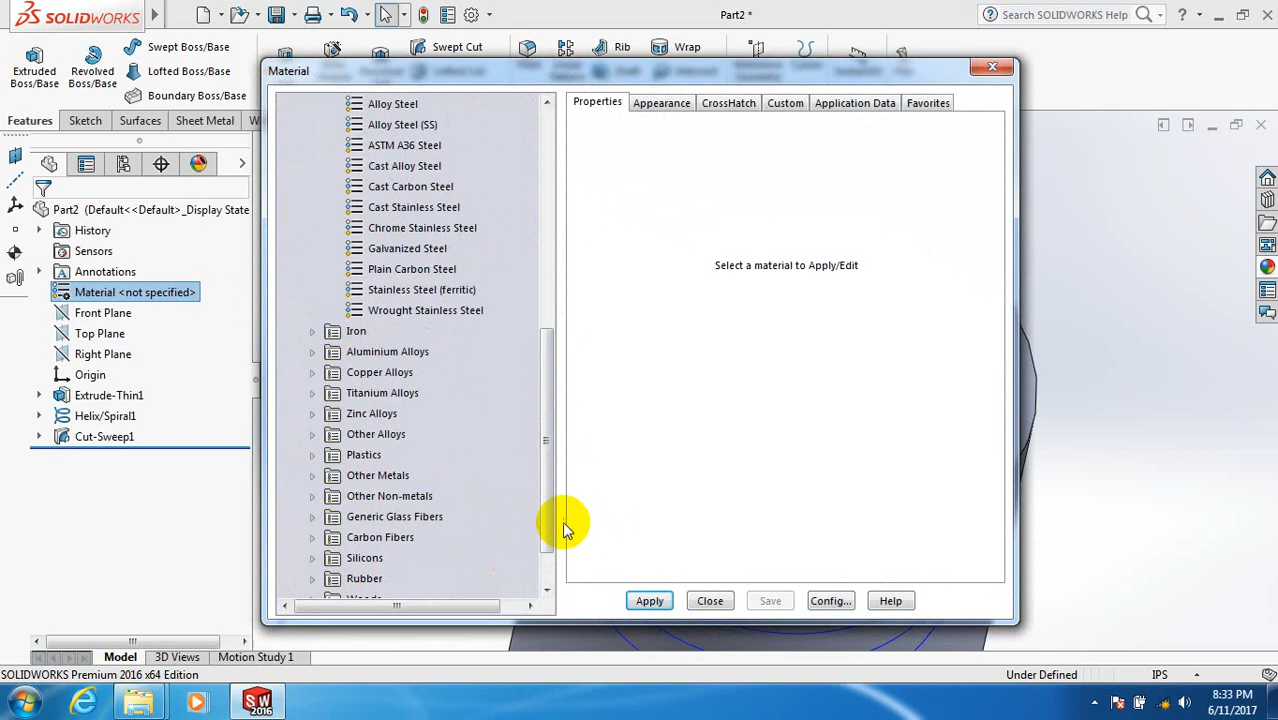 SOLIDWORKS
Part2 *
Search SOLIDWORKS Help
Extruded Boss/Base
Revolved Boss/Base
Swept Boss/Base
Lofted Boss/Base
Boundary Boss/Base
Swept Cut
Rib
Wrap
Features
Sketch
Surfaces
Sheet Metal
W
Part2 (Default<<Default>_Display State
History
Sensors
Annotations
Material <not specified>
Front Plane
Top Plane
Right Plane
Origin
Extrude-Thin1
Helix/Spiral1
Cut-Sweep1
Material
Alloy Steel
Alloy Steel (SS)
ASTM A36 Steel
Cast Alloy Steel
Cast Carbon Steel
Cast Stainless Steel
Chrome Stainless Steel
Galvanized Steel
Plain Carbon Steel
Stainless Steel (ferritic)
Wrought Stainless Steel
Iron
Aluminium Alloys
Copper Alloys
Titanium Alloys
Zinc Alloys
Other Alloys
Plastics
Other Metals
Other Non-metals
Generic Glass Fibers
Carbon Fibers
Silicons
Rubber
Woods
Properties
Appearance
CrossHatch
Custom
Application Data
Favorites
Select a material to Apply/Edit
Apply
Close
Save
Config...
Help
Model
3D Views
Motion Study 1
SOLIDWORKS Premium 2016 x64 Edition
Under Defined
IPS
SW
2016
8:33 PM
6/11/2017